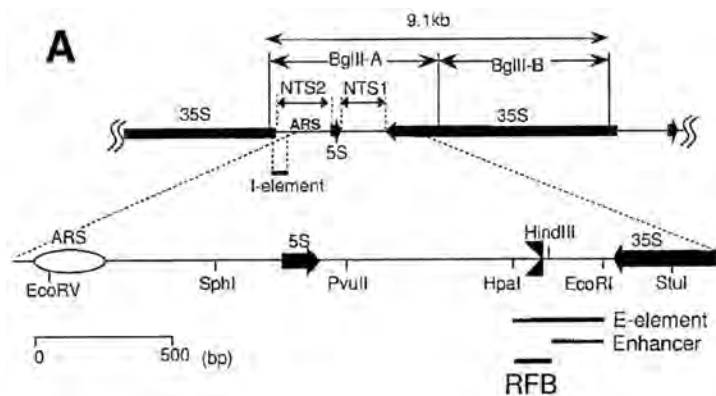 A
9.1kb
BglII-A
BglII-B
NTS2 NTS1
35S
ARS
5S
35S
I-element
ARS
5S
HindIII
35S
EcoRV
SphI
PvuII
HpaI
EcoRI
StuI
E-element
Enhancer
RFB
0 500 (bp)